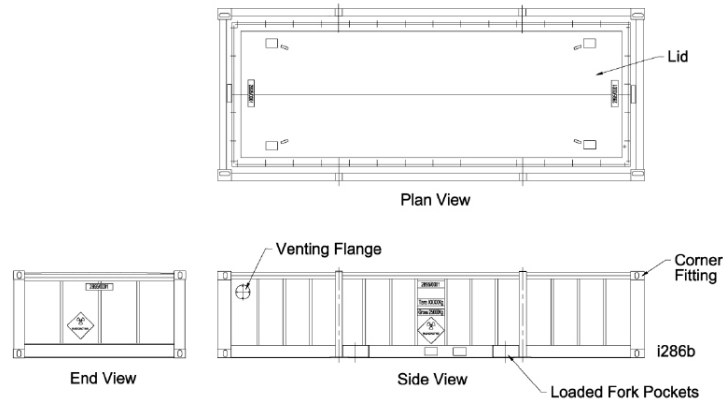 Lid
Plan View
Venting Flange
Corner
Fitting
i286b
End View
Side View
Loaded Fork Pockets